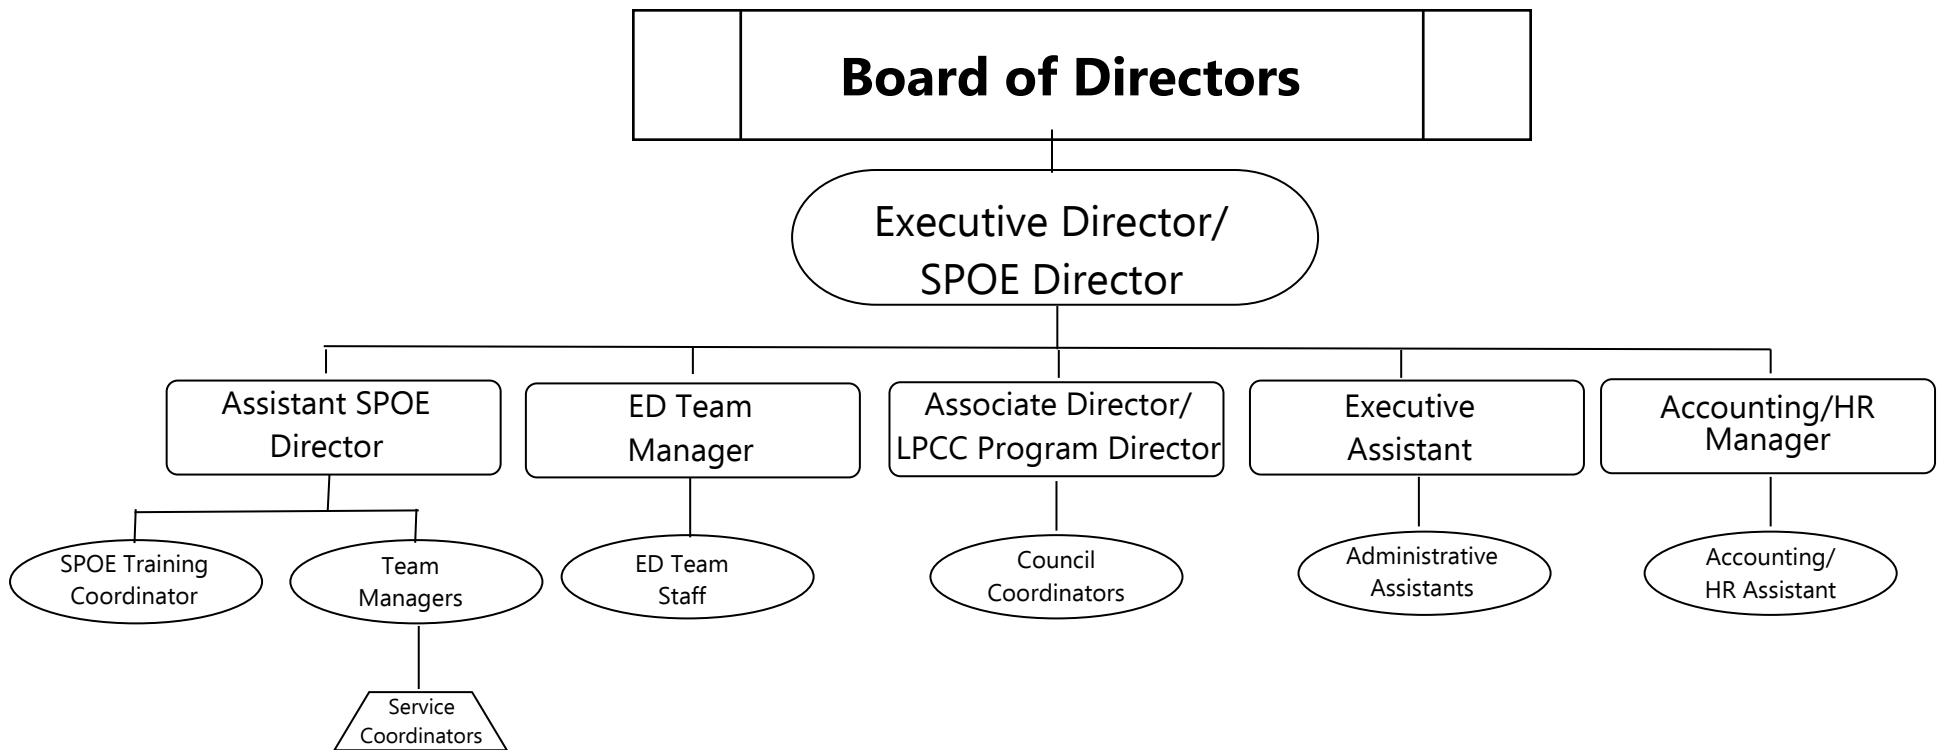 Board of Directors
Executive Director/
SPOE Director
Assistant SPOE
Director
ED Team
Manager
Associate Director/
LPCC Program Director
Executive
Assistant
Accounting/HR
Manager
SPOE Training
Coordinator
Team
Managers
ED Team
Staff
Council
Coordinators
Administrative
Assistants
Accounting/
HR Assistant
Service
Coordinators